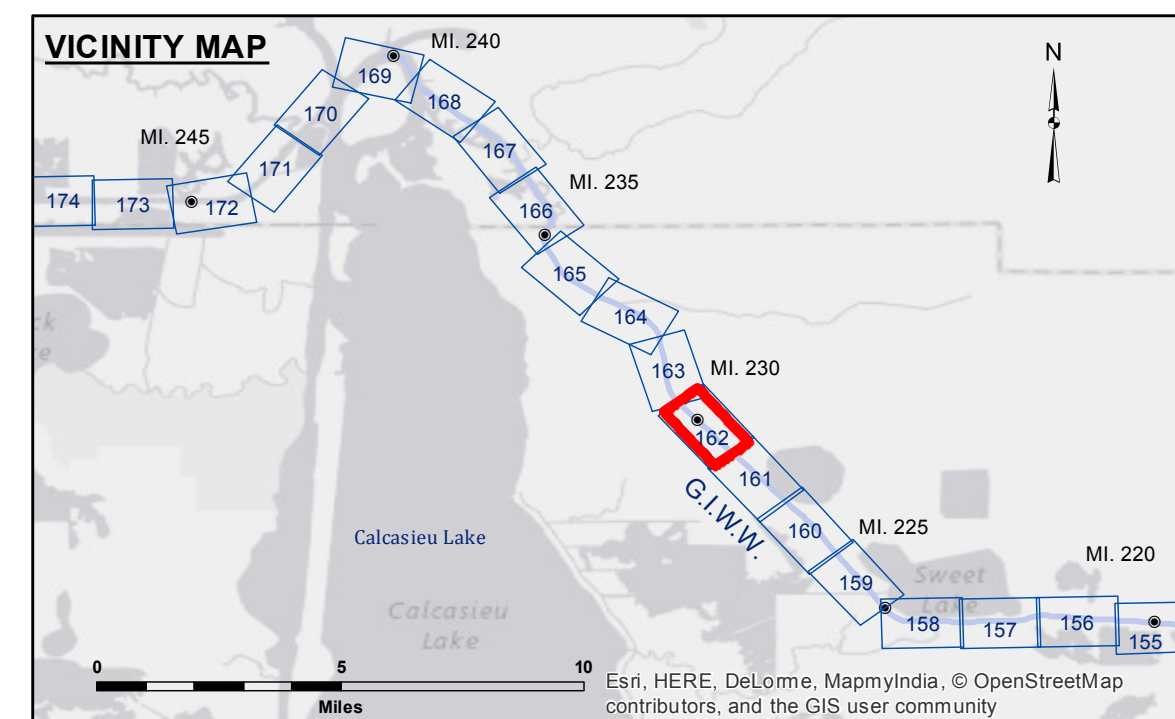 VICINITY MAP
MI. 240
N
169
168
170
MI. 245
167
171
MI. 235
174
173
172
166
165
164
163
MI. 230
162
161
G.I.W.W.
160
MI. 225
Calcasieu Lake
159
Sweet
Lake
MI. 220
Calcasieu
Lake
158
157
156
155
0
5
10
Miles
Esri, HERE, DeLorme, MapmyIndia, © OpenStreetMap
contributors, and the GIS user community